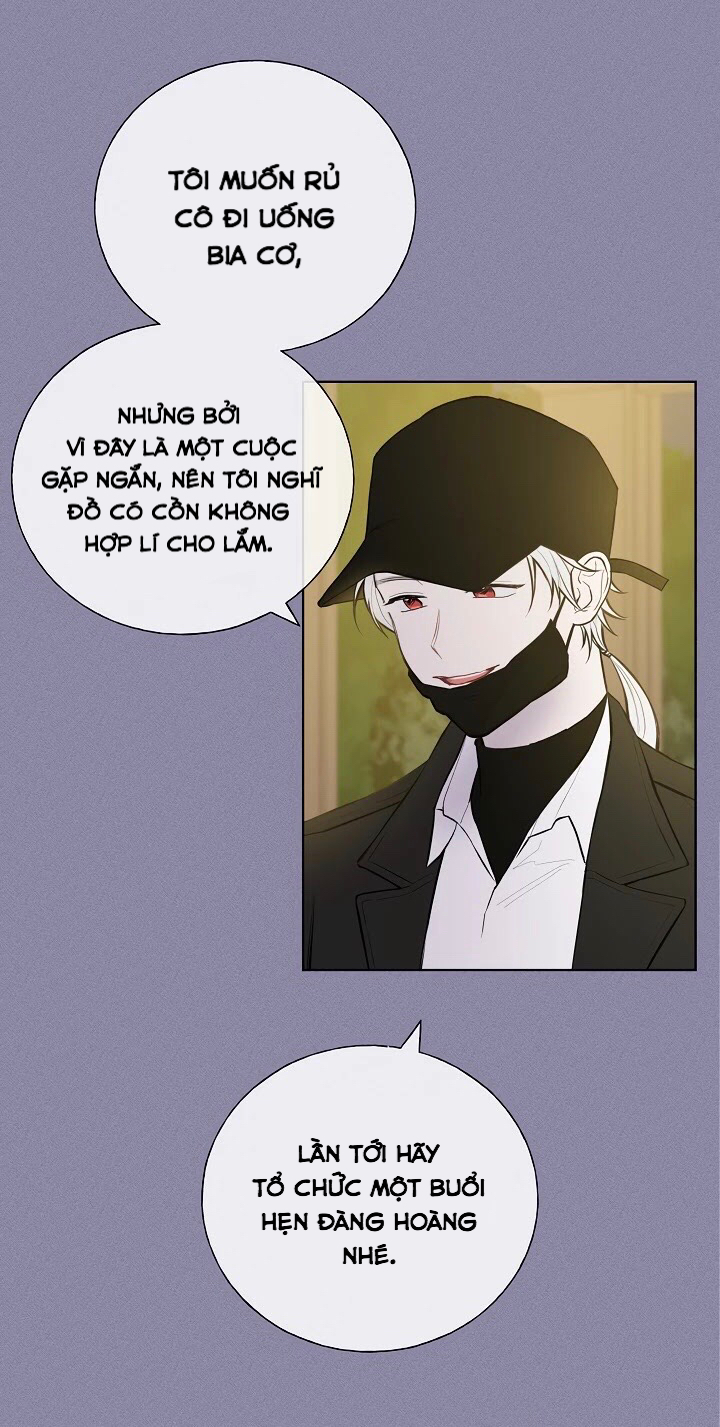 TÔI MUỐN RỦ
CÔ ĐI UỐNG
BIA CƠ,
NHƯNG BỞI
VÌ ĐÂY LÀ MỘT CUỘC
GẶP NGẮN, NÊN TÔI NGHĨ
ĐỒ CÓ CỒN KHÔNG
HỢP LÍ CHO LẮM.
LẦN TỚI HÃY
TỔ CHỨC MỘT BUỔI
HẸN ĐÀNG HOÀNG
NHÉ.